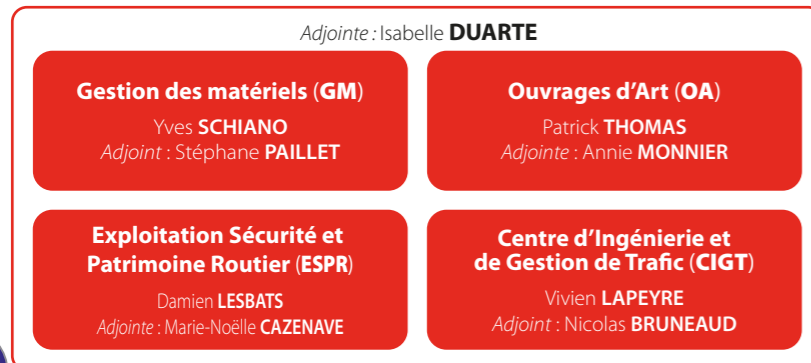 Adjointe : Isabelle DUARTE
Gestion des matériels (GM)
Yves SCHIANO
Adjoint : Stéphane PAILLET
Ouvrages d'Art (OA)
Patrick THOMAS
Adjointe : Annie MONNIER
Exploitation Sécurité et
Patrimoine Routier (ESPR)
Damien LESBATS
Adjointe : Marie-Noëlle CAZENAVE
Centre d'Ingénierie et
de Gestion de Trafic (CIGT)
Vivien LAPEYRE
Adjoint : Nicolas BRUNEAUD